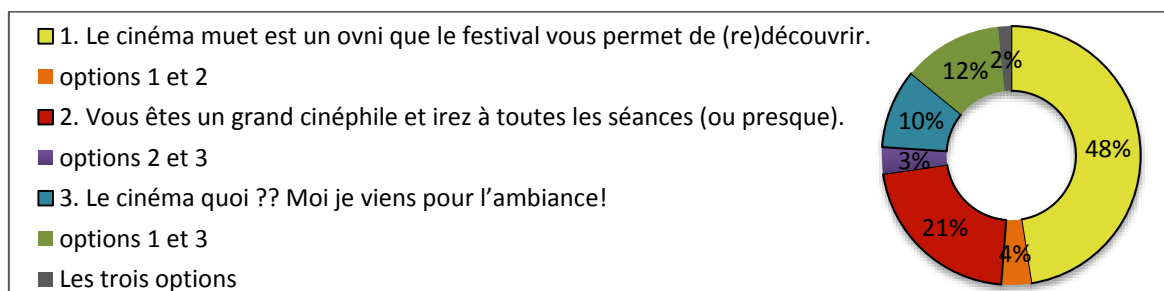 1. Le cinéma muet est un ovni que le festival vous permet de (re)découvrir.
options 1 et 2
2. Vous êtes un grand cinéphile et irez à toutes les séances (ou presque).
options 2 et 3
3. Le cinéma quoi ?? Moi je viens pour l’ambiance!
options 1 et 3
Les trois options
48%
4%
21%
3%
10%
12%
2%